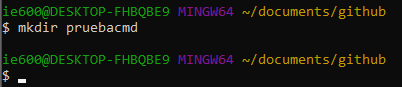 ie600@DESKTOP-FHBQBE9 MINGW64 ~/documents/github
$ mkdir pruebacmd
ie600@DESKTOP-FHBQBE9 MINGW64 ~/documents/github
$